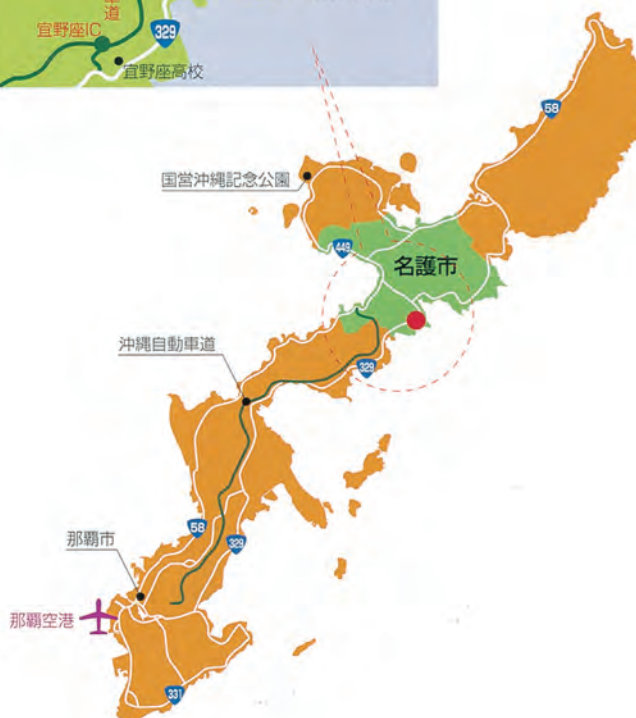 車道
宜野座IC
329
宜野座高校
58
国営沖縄記念公園
449
名護市
沖縄自動車道
329
58
329
那覇市
那覇空港
331